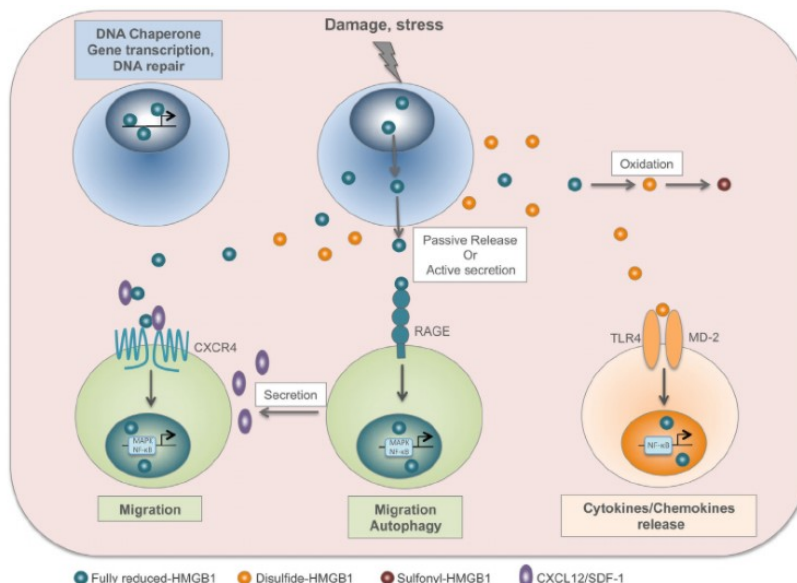 DNA Chaperone
Gene transcription,
DNA repair
Damage, stress
Oxidation
Passive Release
Or
Active secretion
CXCR4
RAGE
TLR4
MD-2
Secretion
MAPK
NF-κB
MAPK
NF-κB
NF-κB
Migration
Migration
Autophagy
Cytokines/Chemokines
release
Fully reduced-HMGB1 Disulfide-HMGB1 Sulfonyl-HMGB1 CXCL12/SDF-1